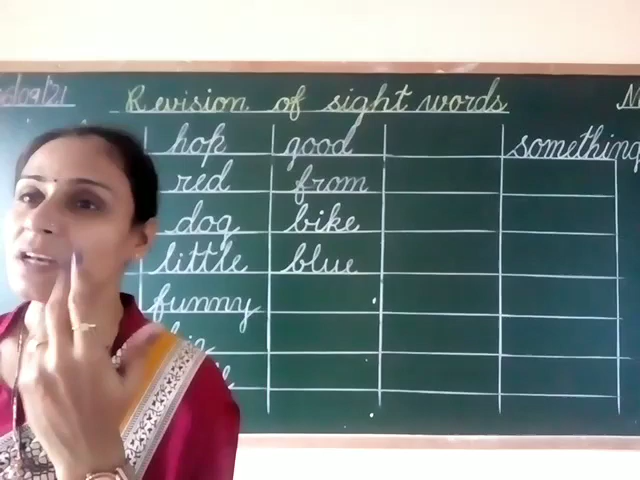 Revision of sight words
hop good something
red from
dog bike
little blue
funny